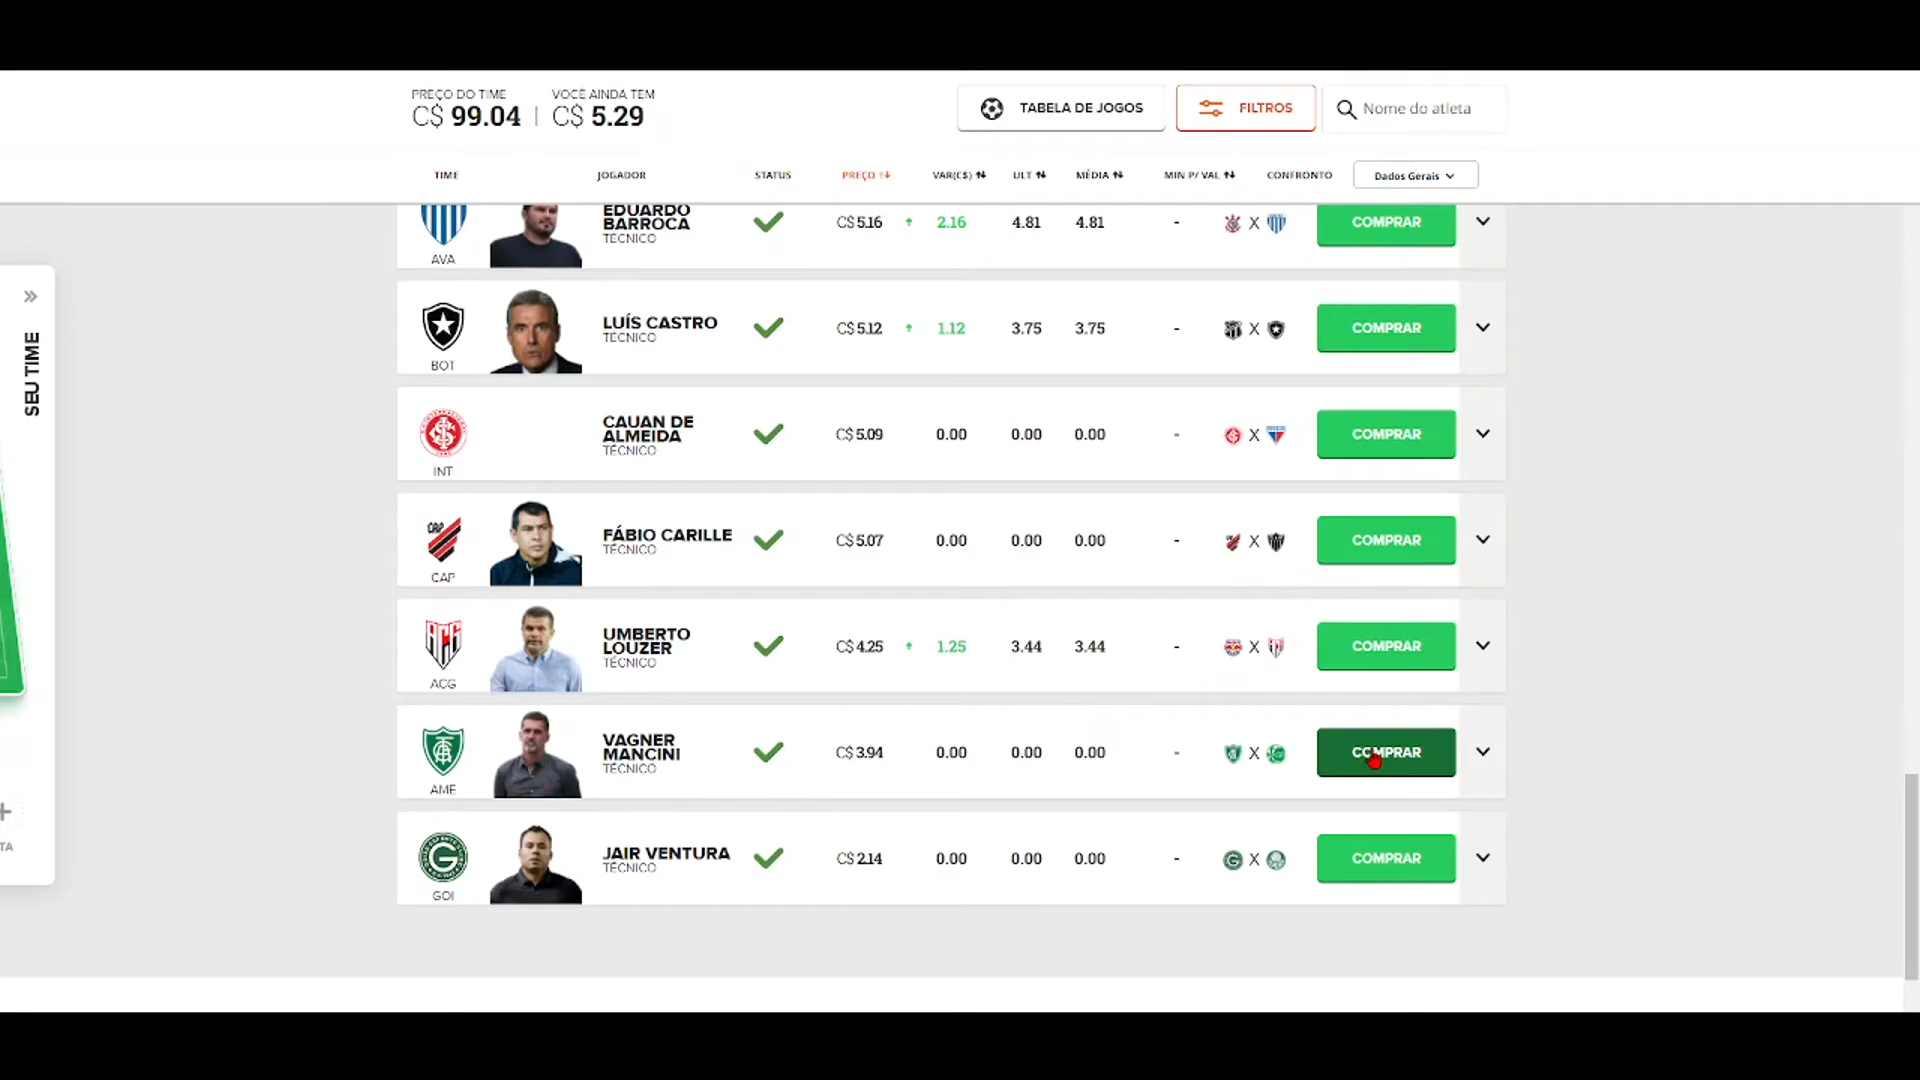 PREÇO DO TIME
C$ 99.04
VOCÊ AINDA TEM
C$ 5.29
TABELA DE JOGOS
FILTROS
Nome do atleta
TIME JOGADOR STATUS PREÇO VAR(C$) ULT MÉDIA MIN P/ VAL CONFRONTO Dados Gerais
SEU TIME
TA
AVA
EDUARDO
BARROCA
TÉCNICO
C$ 5.16 2.16 4.81 4.81 - X COMPRAR
BOT
LUÍS CASTRO
TÉCNICO
C$ 5.12 1.12 3.75 3.75 - X COMPRAR
INT
CAUAN DE
ALMEIDA
TÉCNICO
C$ 5.09 0.00 0.00 0.00 - X COMPRAR
CAP
FÁBIO CARILLE
TÉCNICO
C$ 5.07 0.00 0.00 0.00 - X COMPRAR
ACG
UMBERTO
LOUZER
TÉCNICO
C$ 4.25 1.25 3.44 3.44 - X COMPRAR
AME
VAGNER
MANCINI
TÉCNICO
C$ 3.94 0.00 0.00 0.00 - X COMPRAR
GOI
JAIR VENTURA
TÉCNICO
C$ 2.14 0.00 0.00 0.00 - X COMPRAR